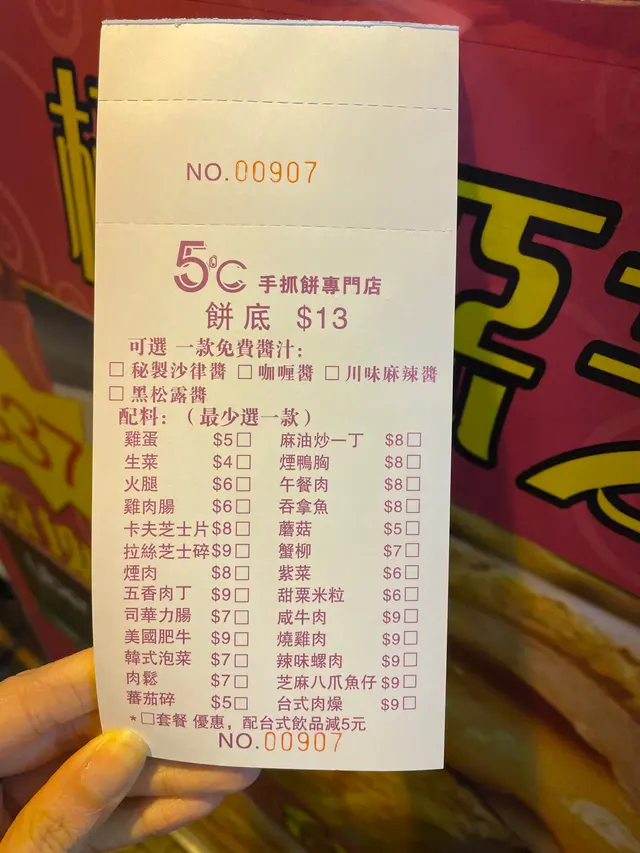 NO.00907
5°C 手抓餅專門店
餅底 $13
可選 一款免費醬汁:
□ 秘製沙律醬 □ 咖喱醬 □ 川味麻辣醬
□ 黑松露醬
配料: (最少選一款)
雞蛋 $5□ 麻油炒一丁 $8□
生菜 $4□ 煙鴨胸 $8□
火腿 $6□ 午餐肉 $8□
雞肉腸 $6□ 吞拿魚 $8□
卡夫芝士片 $8□ 蘑菇 $5□
拉絲芝士碎 $9□ 蟹柳 $7□
煙肉 $8□ 紫菜 $6□
五香肉丁 $9□ 甜粟米粒 $6□
司華力腸 $7□ 咸牛肉 $9□
美國肥牛 $9□ 燒雞肉 $9□
韓式泡菜 $7□ 辣味螺肉 $9□
肉鬆 $7□ 芝麻八爪魚仔 $9□
蕃茄碎 $5□ 台式肉燥 $9□
*□套餐 優惠，配台式飲品減5元
NO.00907